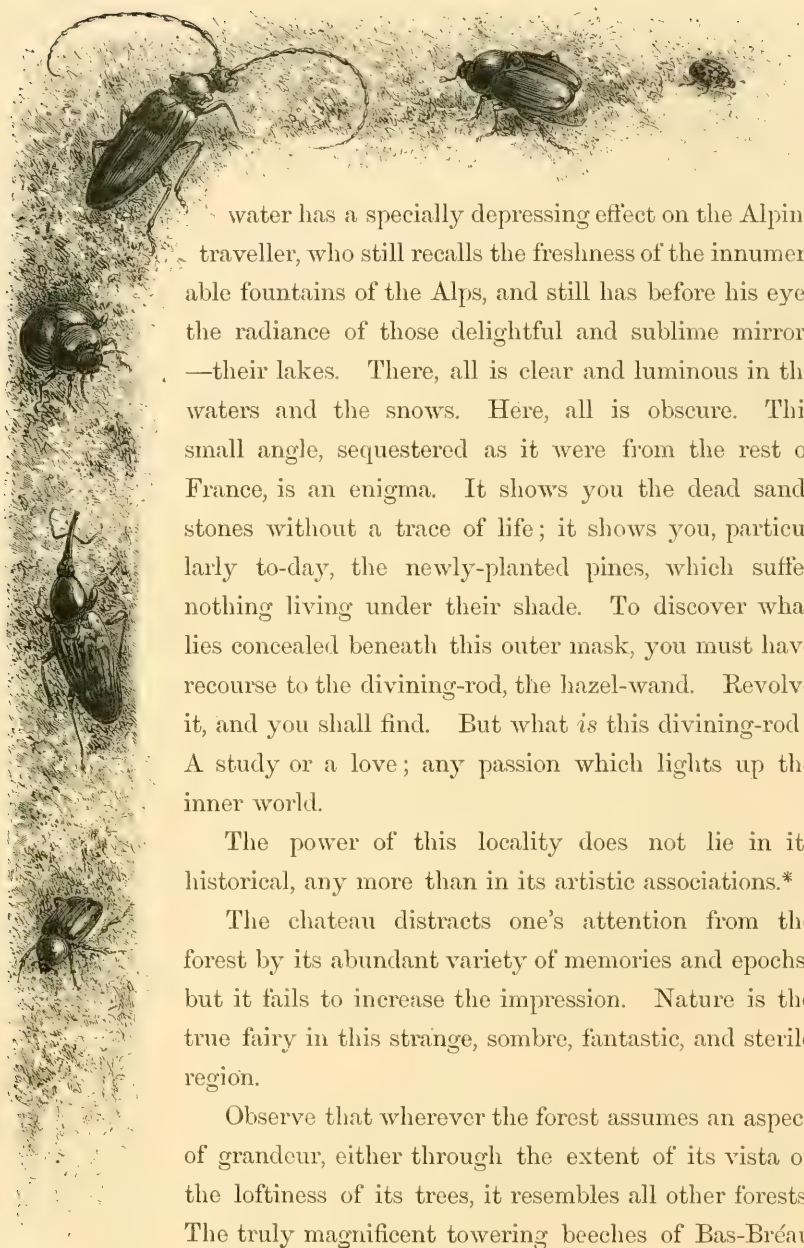 water has a specially depressing effect on the Alpin
traveller, who still recalls the freshness of the innumer
able fountains of the Alps, and still has before his eye
the radiance of those delightful and sublime mirror
—their lakes. There, all is clear and luminous in th
waters and the snows. Here, all is obscure. Thi
small angle, sequestered as it were from the rest o
France, is an enigma. It shows you the dead sand
stones without a trace of life; it shows you, particu
larly to-day, the newly-planted pines, which suffe
nothing living under their shade. To discover wha
lies concealed beneath this outer mask, you must hav
recourse to the divining-rod, the hazel-wand. Revolv
it, and you shall find. But what is this divining-rod
A study or a love; any passion which lights up th
inner world.
The power of this locality does not lie in it
historical, any more than in its artistic associations.*
The chateau distracts one's attention from th
forest by its abundant variety of memories and epochs
but it fails to increase the impression. Nature is th
true fairy in this strange, sombre, fantastic, and steril
region.
Observe that wherever the forest assumes an aspec
of grandeur, either through the extent of its vista o
the loftiness of its trees, it resembles all other forests
The truly magnificent towering beeches of Bas-Bréau